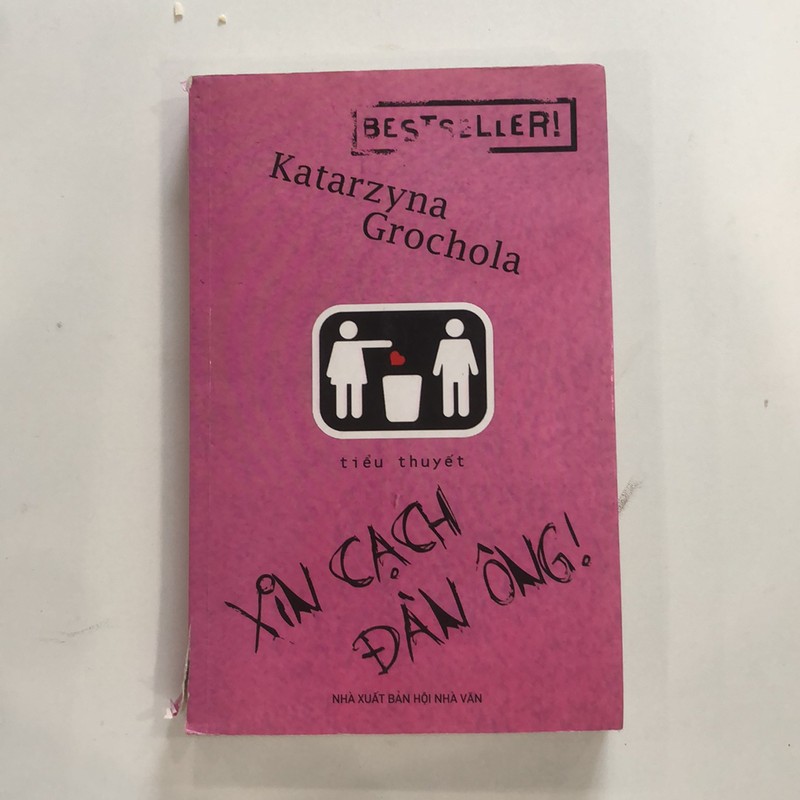 BESTSELLER!
Katarzyna
Grochola
tiểu thuyết
XIN CẠCH
ĐÀN ÔNG!
NHÀ XUẤT BẢN HỘI NHÀ VĂN